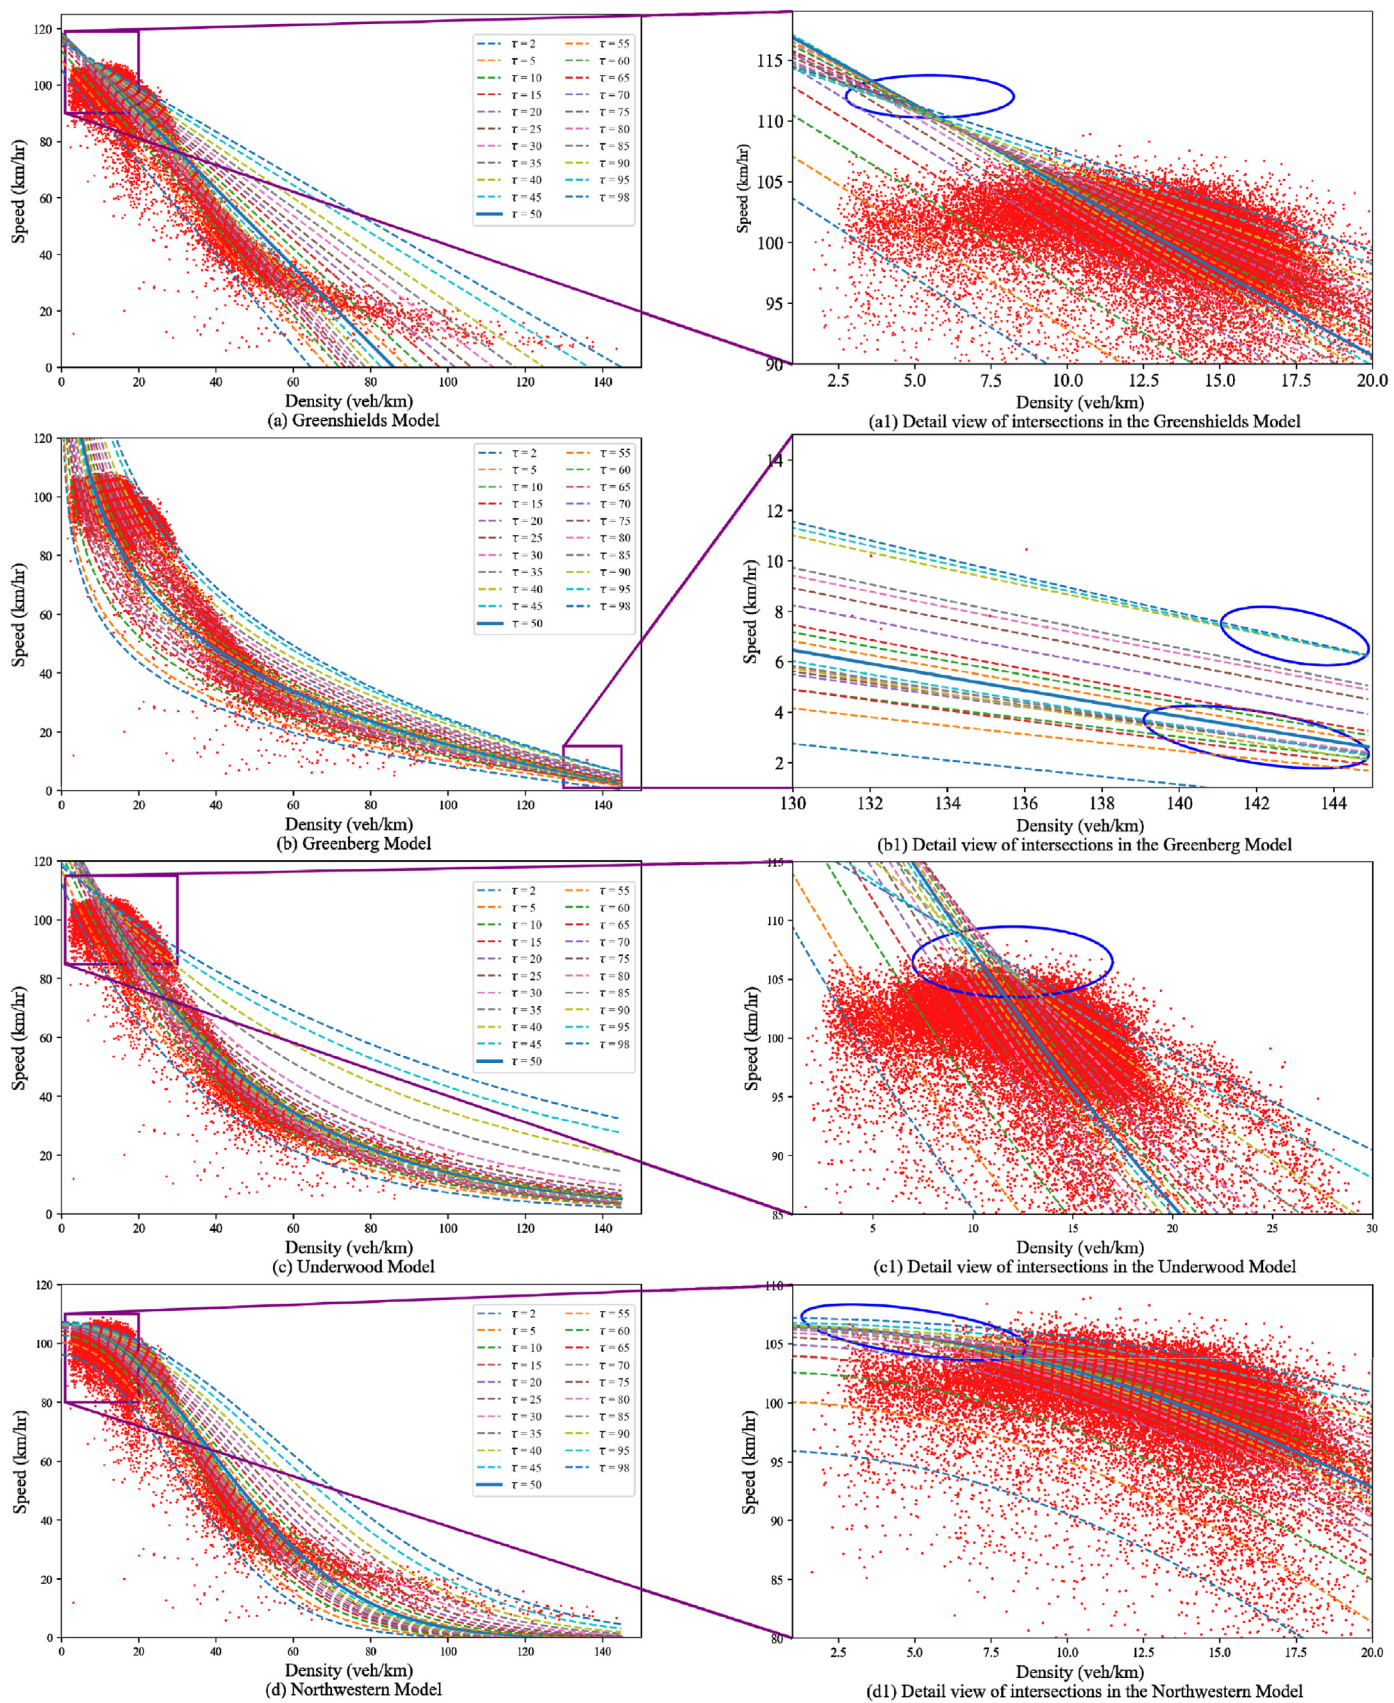 120
100
80
60
40
20
0
Speed (km/hr)
τ = 2 τ = 55
τ = 5 τ = 60
τ = 10 τ = 65
τ = 15 τ = 70
τ = 20 τ = 75
τ = 25 τ = 80
τ = 30 τ = 85
τ = 35 τ = 90
τ = 40 τ = 95
τ = 45 τ = 98
τ = 50
0 20 40 60 80 100 120 140
Density (veh/km)
(a) Greenshields Model
115
110
105
100
95
90
Speed (km/hr)
2.5 5.0 7.5 10.0 12.5 15.0 17.5 20.0
Density (veh/km)
(a1) Detail view of intersections in the Greenshields Model
120
100
80
60
40
20
0
Speed (km/hr)
τ = 2 τ = 55
τ = 5 τ = 60
τ = 10 τ = 65
τ = 15 τ = 70
τ = 20 τ = 75
τ = 25 τ = 80
τ = 30 τ = 85
τ = 35 τ = 90
τ = 40 τ = 95
τ = 45 τ = 98
τ = 50
0 20 40 60 80 100 120 140
Density (veh/km)
(b) Greenberg Model
14
12
10
8
6
4
2
Speed (km/hr)
130 132 134 136 138 140 142 144
Density (veh/km)
(b1) Detail view of intersections in the Greenberg Model
120
100
80
60
40
20
0
Speed (km/hr)
τ = 2 τ = 55
τ = 5 τ = 60
τ = 10 τ = 65
τ = 15 τ = 70
τ = 20 τ = 75
τ = 25 τ = 80
τ = 30 τ = 85
τ = 35 τ = 90
τ = 40 τ = 95
τ = 45 τ = 98
τ = 50
0 20 40 60 80 100 120 140
Density (veh/km)
(c) Underwood Model
115
110
105
100
95
90
85
Speed (km/hr)
5 10 15 20 25 30
Density (veh/km)
(c1) Detail view of intersections in the Underwood Model
120
100
80
60
40
20
0
Speed (km/hr)
τ = 2 τ = 55
τ = 5 τ = 60
τ = 10 τ = 65
τ = 15 τ = 70
τ = 20 τ = 75
τ = 25 τ = 80
τ = 30 τ = 85
τ = 35 τ = 90
τ = 40 τ = 95
τ = 45 τ = 98
τ = 50
0 20 40 60 80 100 120 140
Density (veh/km)
(d) Northwestern Model
110
105
100
95
90
85
80
Speed (km/hr)
2.5 5.0 7.5 10.0 12.5 15.0 17.5 20.0
Density (veh/km)
(d1) Detail view of intersections in the Northwestern Model